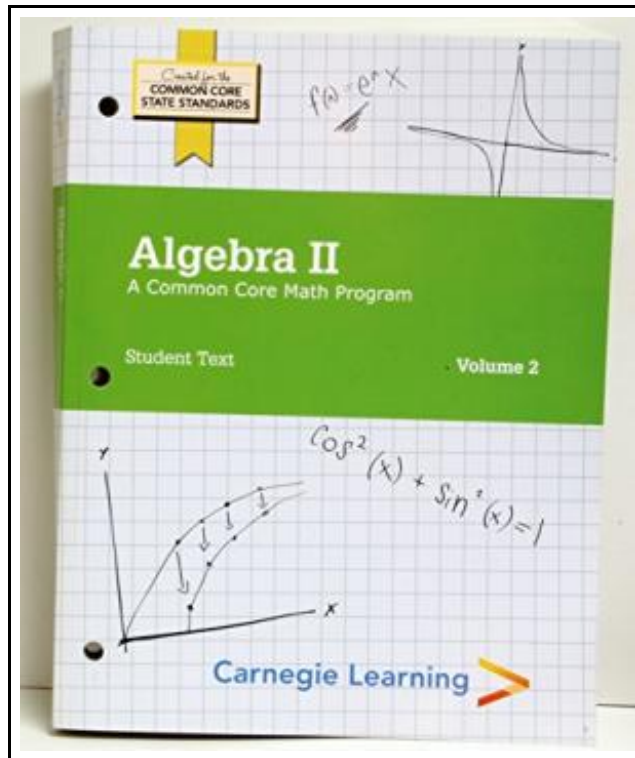 Created for the
COMMON CORE
STATE STANDARDS
f(x) = e^x
Y
Algebra II
A Common Core Math Program
Student Text
Volume 2
Cos²(x) + Sin²(x) = 1
Y
X
Carnegie Learning